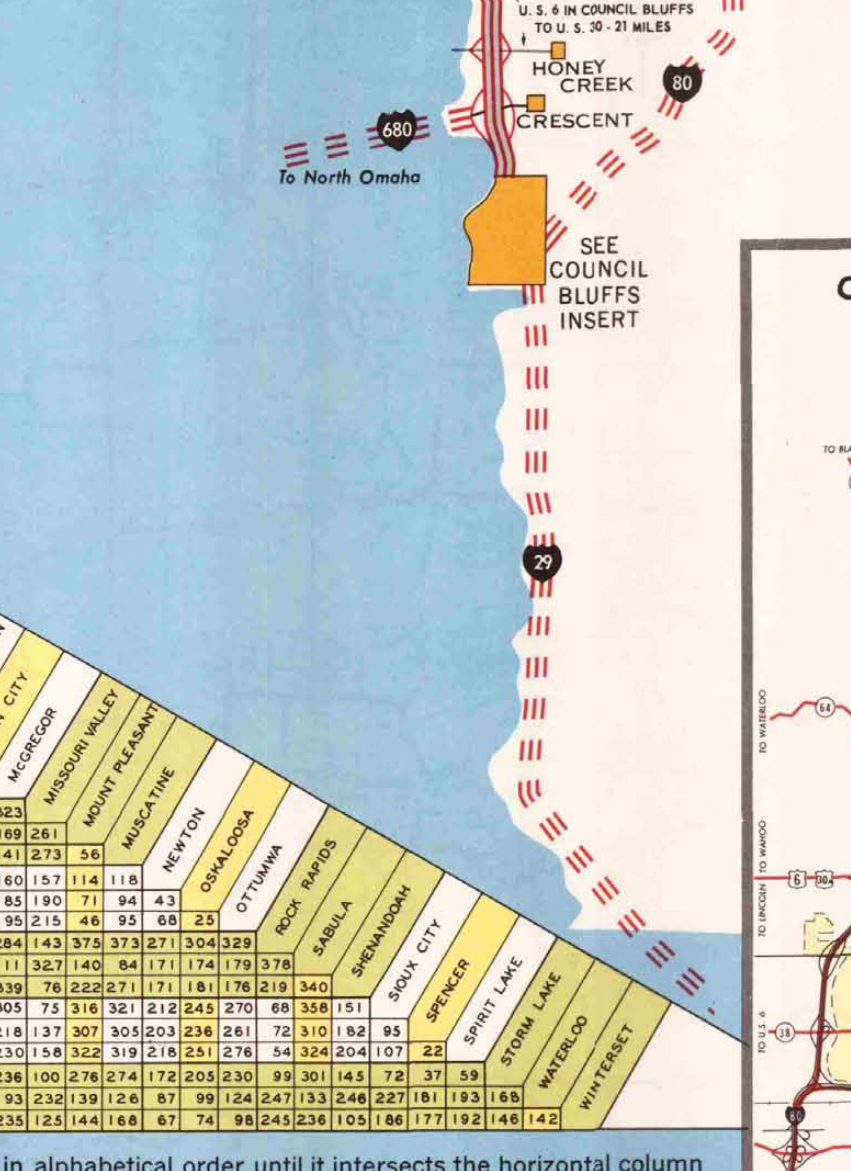 U. S. 6 IN COUNCIL BLUFFS
TO U. S. 30 - 21 MILES
HONEY
CREEK
80
CRESCENT
680
To North Omaha
SEE
COUNCIL
BLUFFS
INSERT
29
TO WATERLOO
64
TO WAHOO
6 30A
TO LINCOLN
TO U.S. 6
38
80
CITY
McGREGOR
MISSOURI VALLEY
MOUNT PLEASANT
MUSCATINE
NEWTON
OSKALOOSA
OTTUMWA
ROCK RAPIDS
SABULA
SHENANDOAH
SIOUX CITY
SPENCER
SPIRIT LAKE
STORM LAKE
WATERLOO
WINTERSET
261
273 56
157 114 118
190 71 94 43
215 46 95 68 25
143 375 373 271 304 329
327 140 84 171 174 179 378
76 222 271 171 181 176 219 340
75 316 321 212 245 270 68 358 151
137 307 305 203 236 261 72 310 182 95
158 322 319 218 251 276 54 324 204 107 22
100 276 274 172 205 230 99 301 145 72 37 59
93 232 139 126 87 99 124 247 133 246 227 181 193 168
125 144 168 67 74 98 245 236 105 186 177 192 146 142
in alphabetical order until it intersects the horizontal column